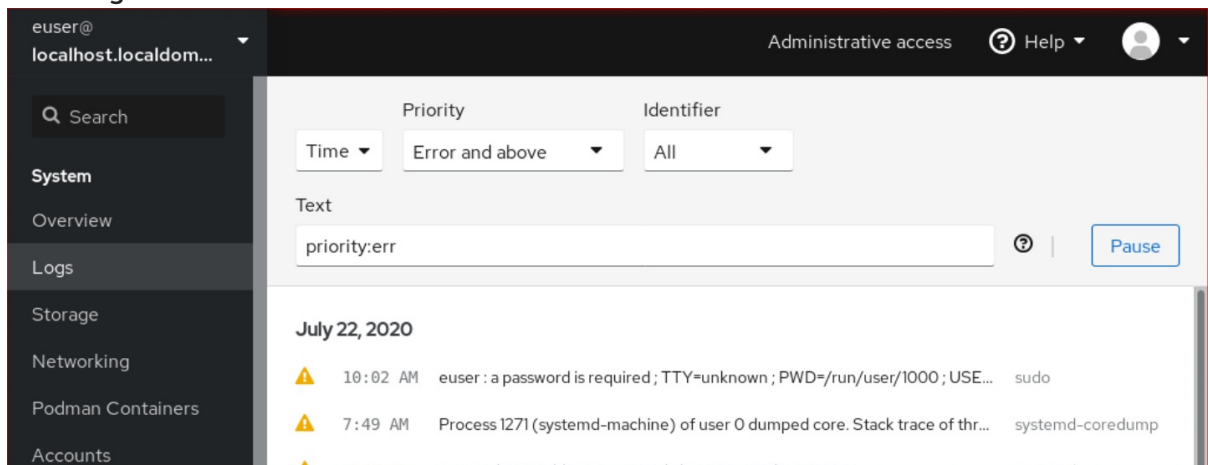 euser@
localhost.localdom...
Administrative access
Help
Search
System
Overview
Logs
Storage
Networking
Podman Containers
Accounts
Priority
Identifier
Time
Error and above
All
Text
priority:err
Pause
July 22, 2020
10:02 AM euser : a password is required ; TTY=unknown ; PWD=/run/user/1000 ; USE... sudo
7:49 AM Process 1271 (systemd-machine) of user 0 dumped core. Stack trace of thr... systemd-coredump